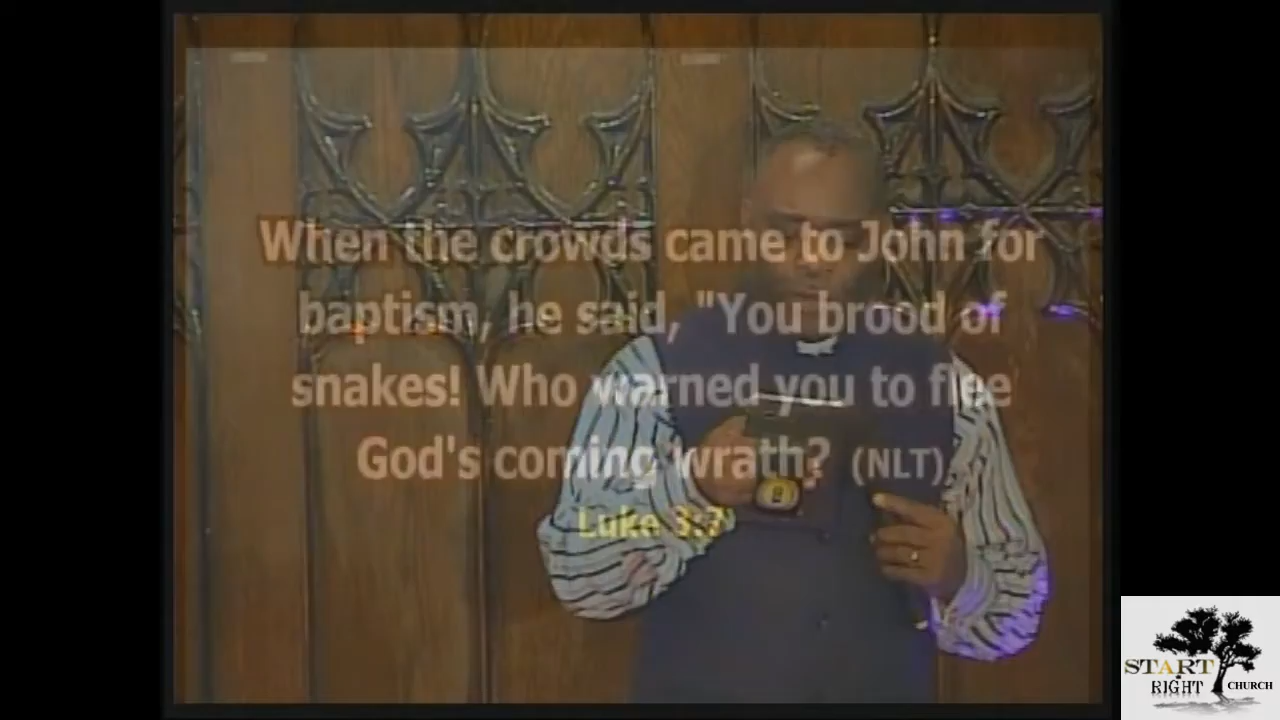 When the crowds came to John for
baptism, he said, "You brood of
snakes! Who warned you to flee
God's coming wrath? (NLT)
Luke 3:7
START
RIGHT CHURCH